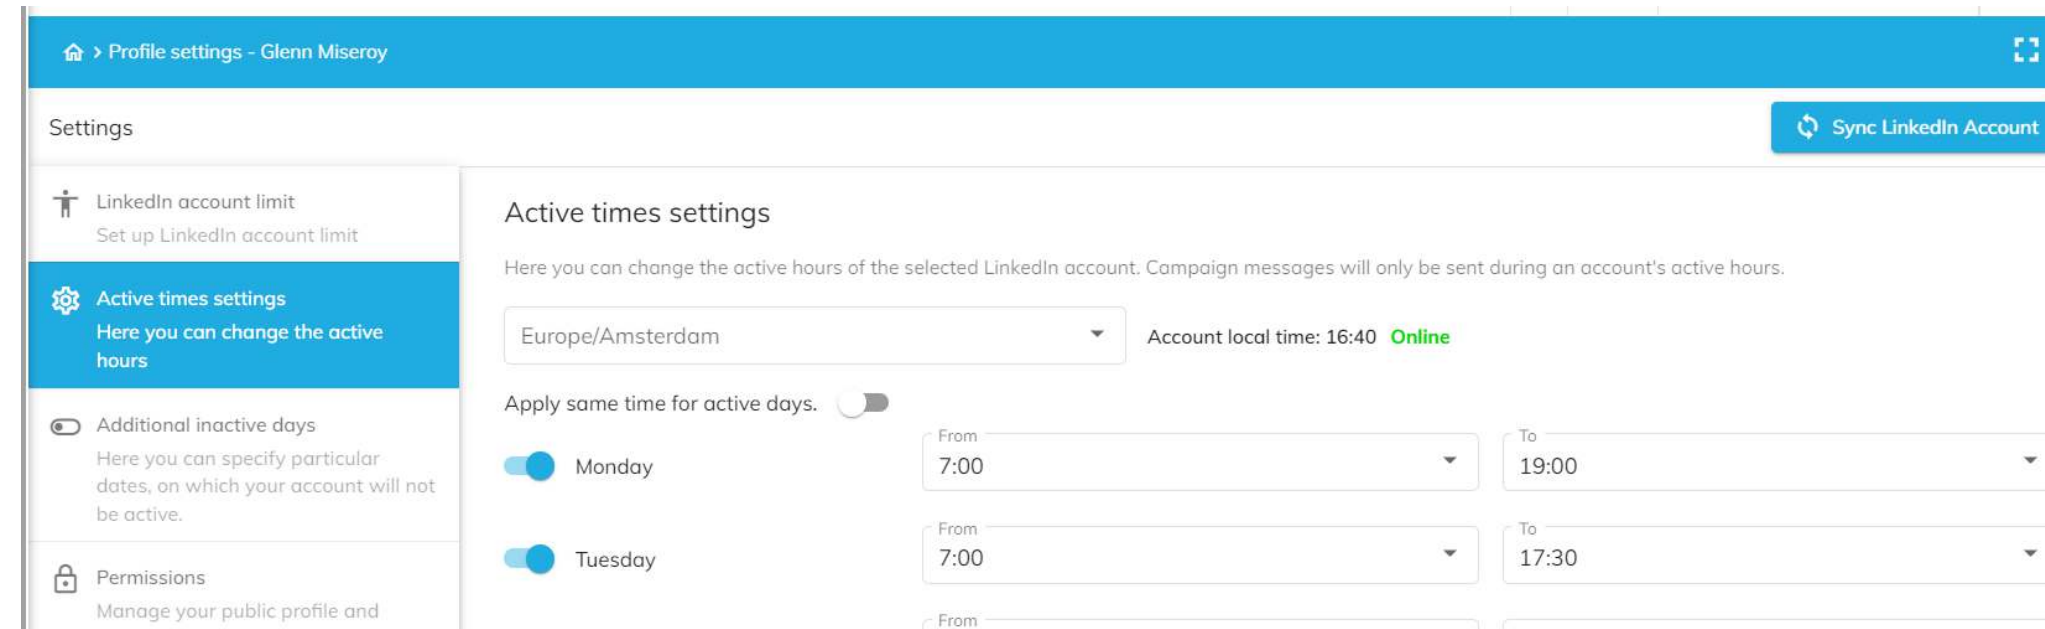 > Profile settings - Glenn Miseroy
Settings
Sync LinkedIn Account
LinkedIn account limit
Set up LinkedIn account limit
Active times settings
Here you can change the active
hours
Additional inactive days
Here you can specify particular
dates, on which your account will not
be active.
Permissions
Manage your public profile and
Active times settings
Here you can change the active hours of the selected LinkedIn account. Campaign messages will only be sent during an account's active hours.
Europe/Amsterdam
Account local time: 16:40 Online
Apply same time for active days.
Monday
From
7:00
To
19:00
Tuesday
From
7:00
To
17:30
From